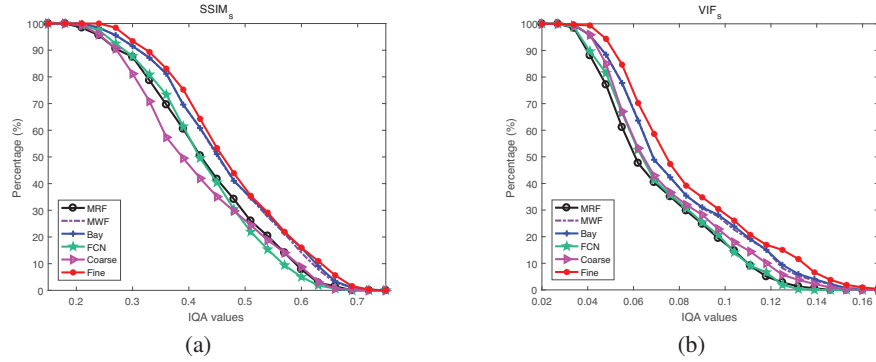 SSIM
s
Percentage (%)
100
90
80
70
60
50
40
30
20
10
0
MRF
MWF
Bay
FCN
Coarse
Fine
0.2 0.3 0.4 0.5 0.6 0.7
IQA values
(a)
VIF
s
Percentage (%)
100
90
80
70
60
50
40
30
20
10
0
MRF
MWF
Bay
FCN
Coarse
Fine
0.02 0.04 0.06 0.08 0.1 0.12 0.14 0.16
IQA values
(b)